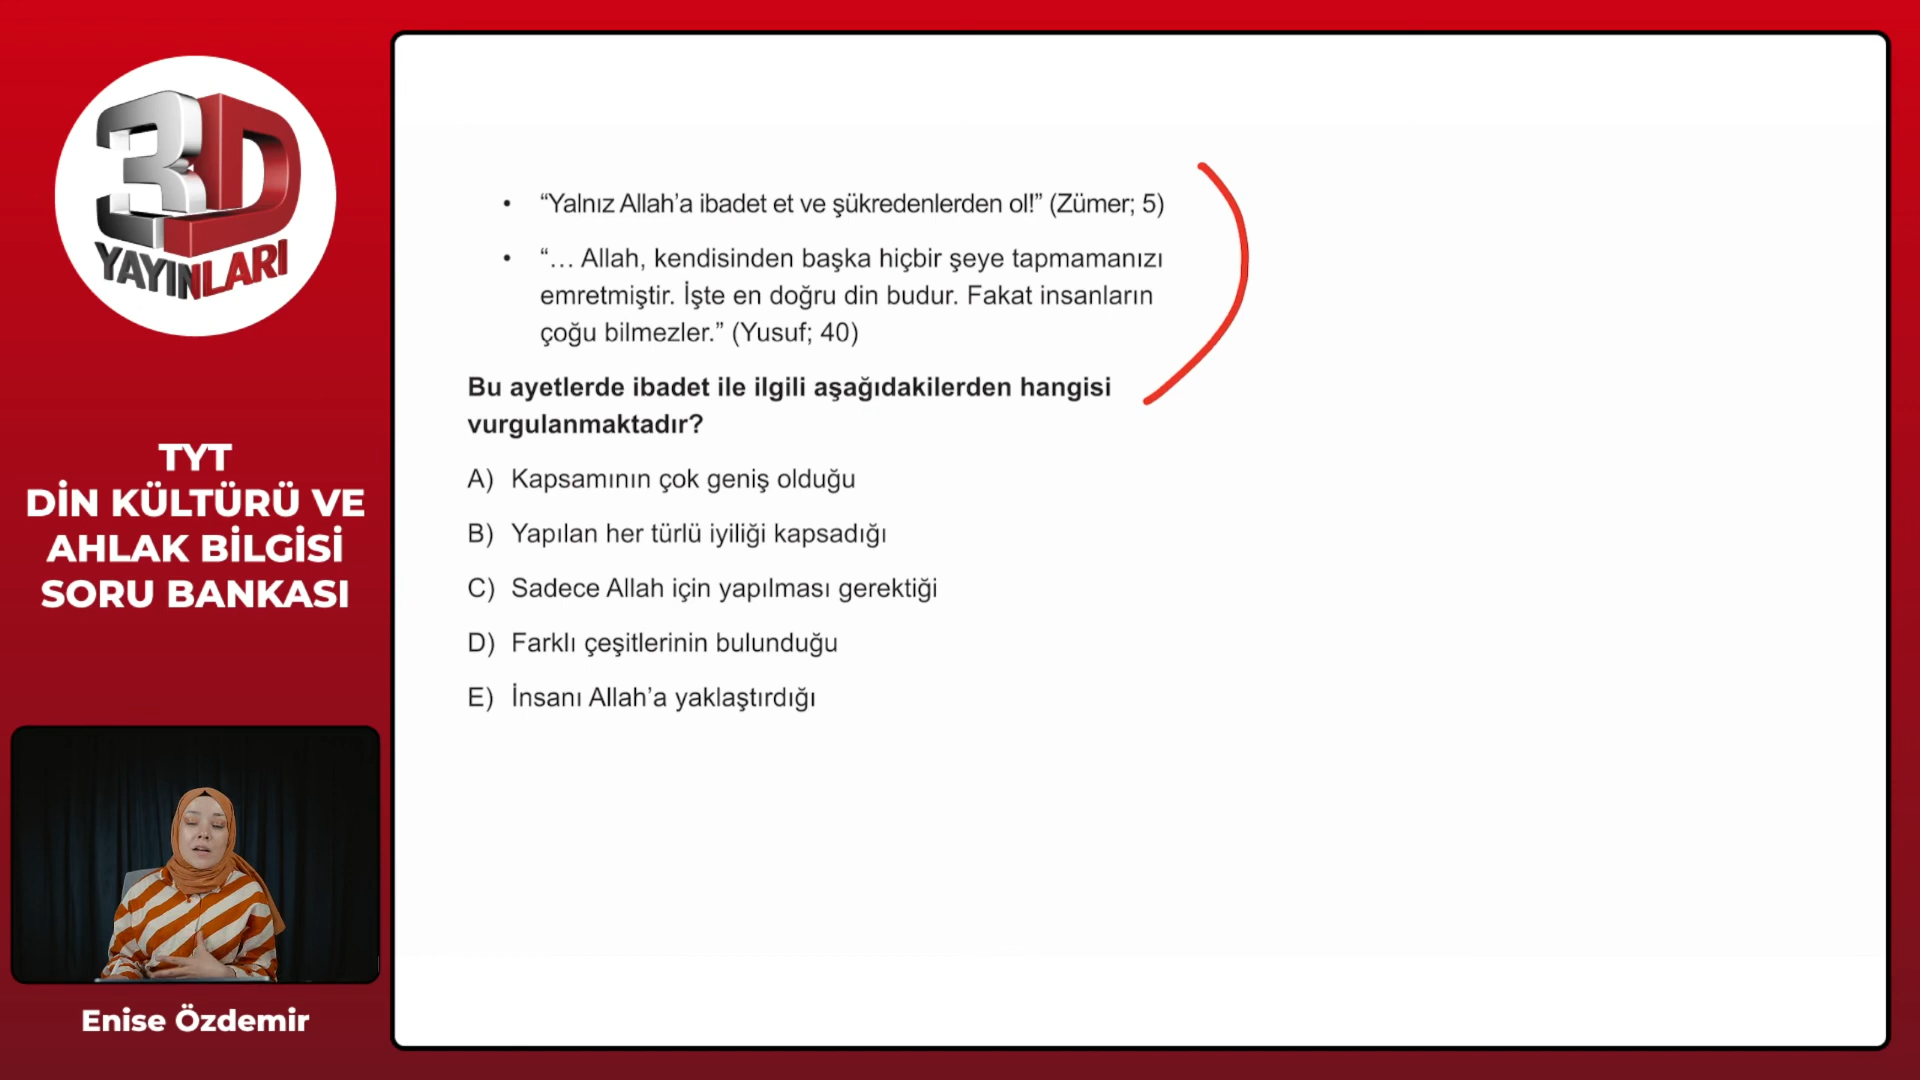 3D
YAYINLARI
TYT
DİN KÜLTÜRÜ VE
AHLAK BİLGİSİ
SORU BANKASI
Enise Özdemir
• “Yalnız Allah’a ibadet et ve şükredenlerden ol!” (Zümer; 5)
• “… Allah, kendisinden başka hiçbir şeye tapmamanızı
emretmiştir. İşte en doğru din budur. Fakat insanların
çoğu bilmezler.” (Yusuf; 40)
Bu ayetlerde ibadet ile ilgili aşağıdakilerden hangisi
vurgulanmaktadır?
A) Kapsamının çok geniş olduğu
B) Yapılan her türlü iyiliği kapsadığı
C) Sadece Allah için yapılması gerektiği
D) Farklı çeşitlerinin bulunduğu
E) İnsanı Allah’a yaklaştırdığı